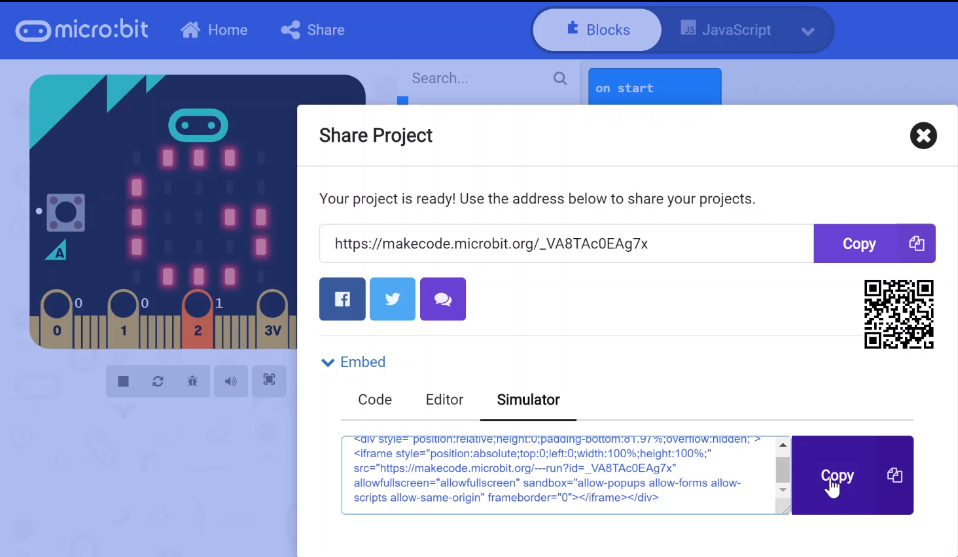 micro:bit
Home
Share
Blocks
JS JavaScript
Search...
on start
Share Project
Your project is ready! Use the address below to share your projects.
https://makecode.microbit.org/_VA8TAc0EAg7x
Copy
A
0
0
1
0
1
2
3V
Embed
Code
Editor
Simulator
<div style="position:relative;height:0;padding-bottom:81.97%;overflow:hidden;">
<iframe style="position:absolute;top:0;left:0;width:100%;height:100%;"
src="https://makecode.microbit.org/---run?id=_VA8TAc0EAg7x"
allowfullscreen="allowfullscreen" sandbox="allow-popups allow-forms allow-
scripts allow-same-origin" frameborder="0"></iframe></div>
Copy